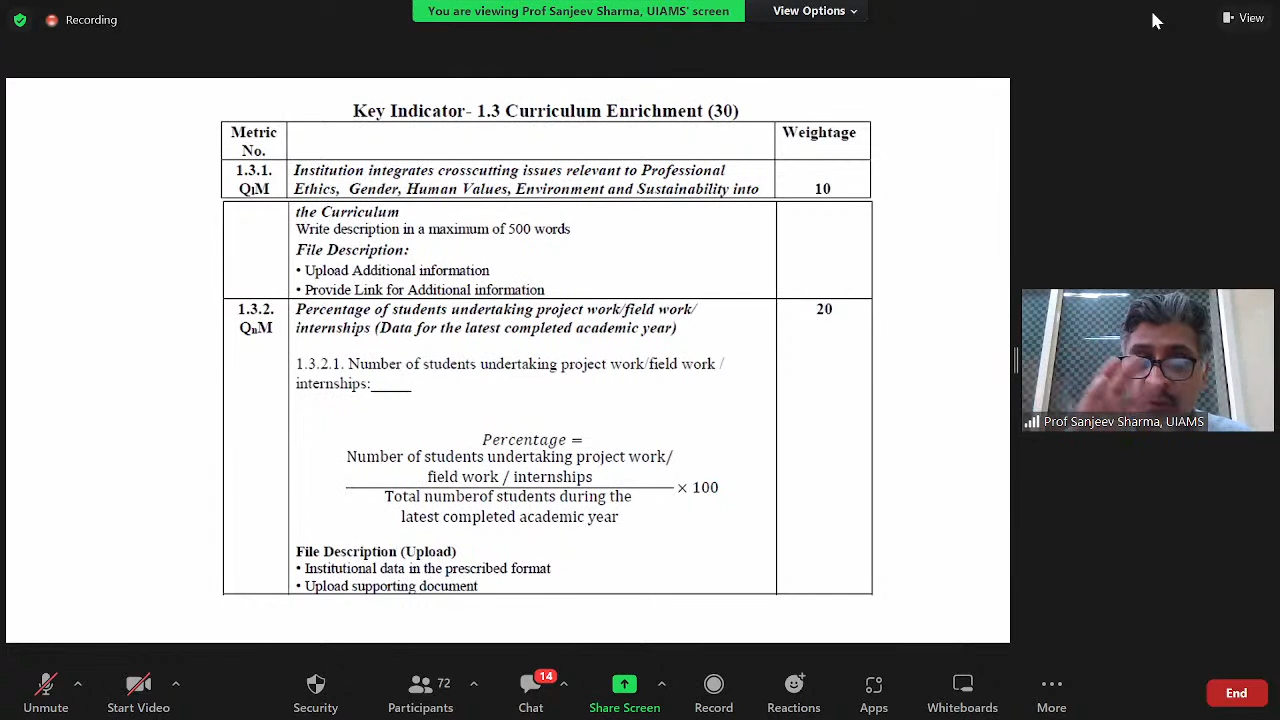 Recording
You are viewing Prof Sanjeev Sharma, UIAMS' screen
View Options
View
Key Indicator- 1.3 Curriculum Enrichment (30)
Metric
No.
Weightage
1.3.1.
QlM
Institution integrates crosscutting issues relevant to Professional
Ethics, Gender, Human Values, Environment and Sustainability into
10
the Curriculum
Write description in a maximum of 500 words
File Description:
• Upload Additional information
• Provide Link for Additional information
1.3.2.
QnM
Percentage of students undertaking project work/field work/
internships (Data for the latest completed academic year)
20
1.3.2.1. Number of students undertaking project work/field work /
internships:_____
Percentage =
Number of students undertaking project work/
field work / internships
× 100
Total numberof students during the
latest completed academic year
File Description (Upload)
• Institutional data in the prescribed format
• Upload supporting document
Prof Sanjeev Sharma, UIAMS
Unmute
Start Video
Security
72
Participants
14
Chat
Share Screen
Record
Reactions
Apps
Whiteboards
More
End